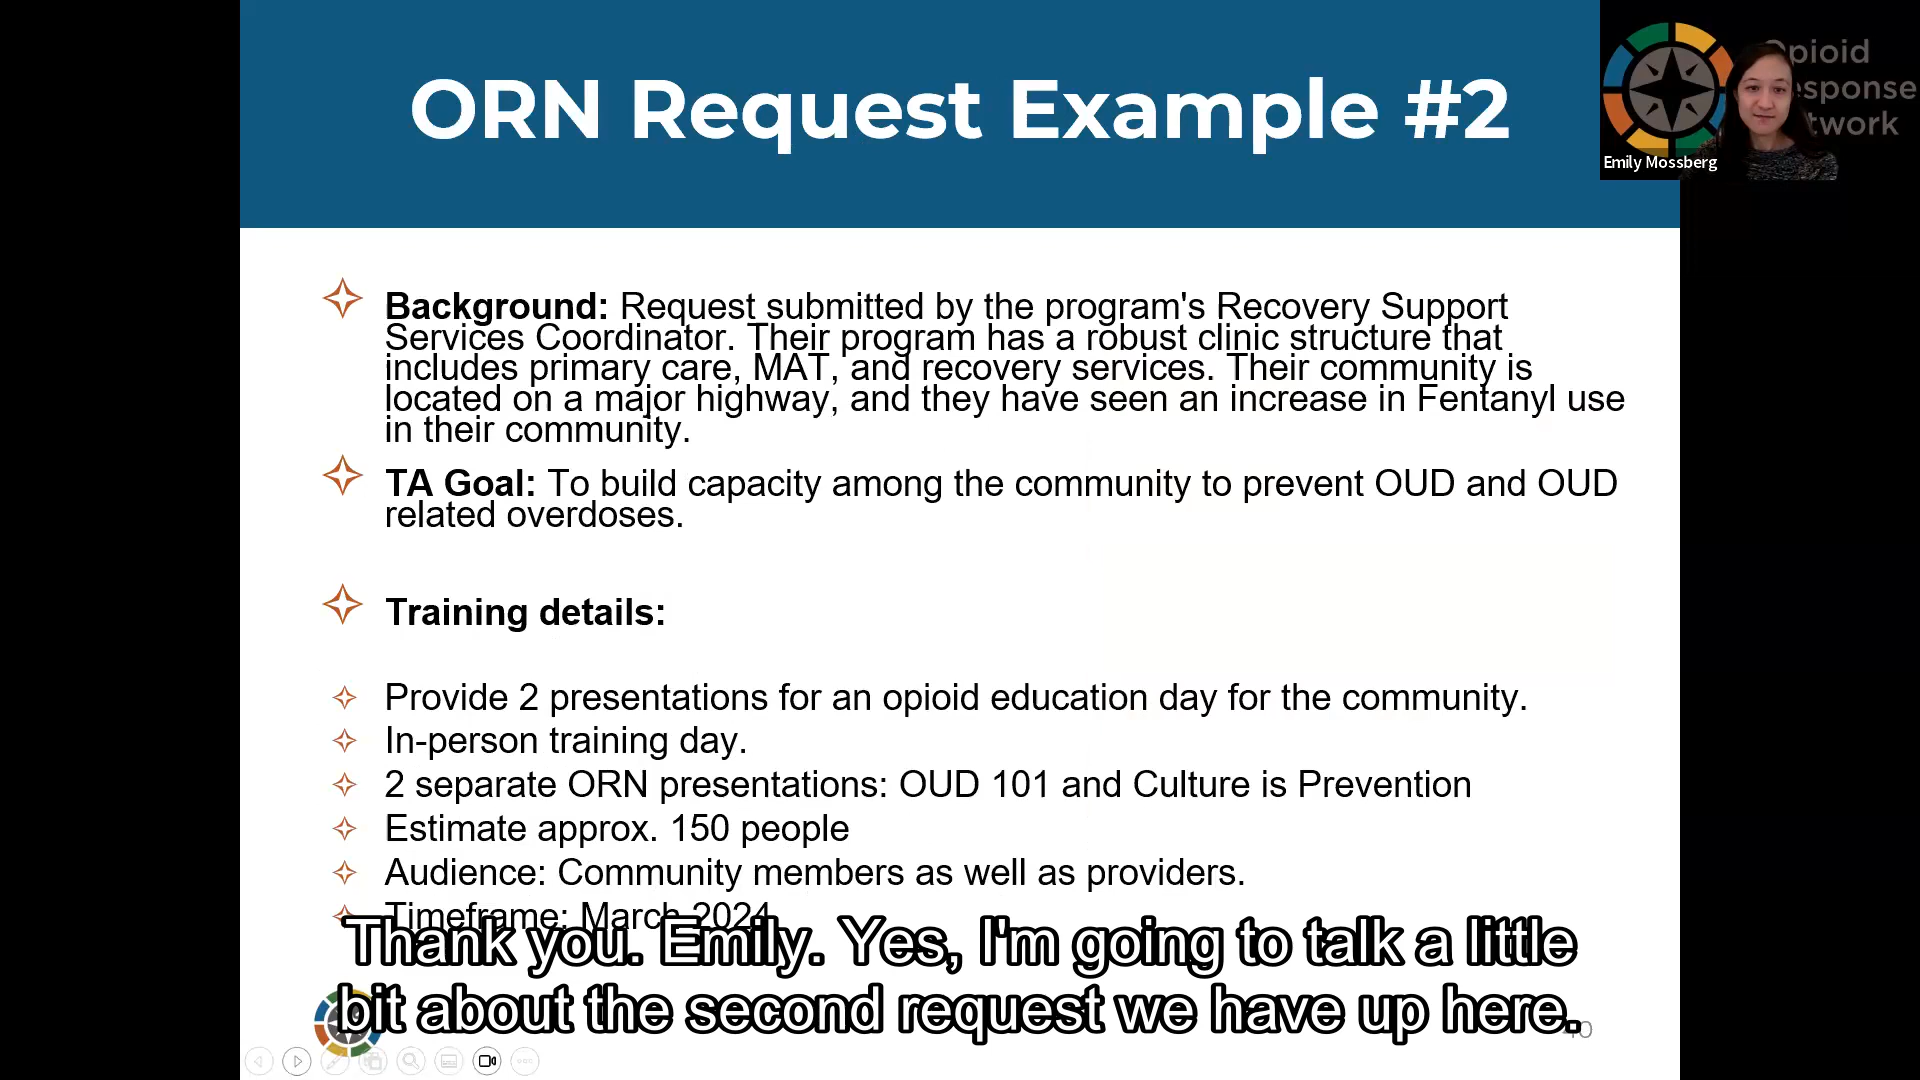 ORN Request Example #2
Opioid
Response
Network
Emily Mossberg
Background: Request submitted by the program's Recovery Support
Services Coordinator. Their program has a robust clinic structure that
includes primary care, MAT, and recovery services. Their community is
located on a major highway, and they have seen an increase in Fentanyl use
in their community.
TA Goal: To build capacity among the community to prevent OUD and OUD
related overdoses.
Training details:
Provide 2 presentations for an opioid education day for the community.
In-person training day.
2 separate ORN presentations: OUD 101 and Culture is Prevention
Estimate approx. 150 people
Audience: Community members as well as providers.
Timeframe: March 2024
Thank you. Emily. Yes, I'm going to talk a little
bit about the second request we have up here.
40